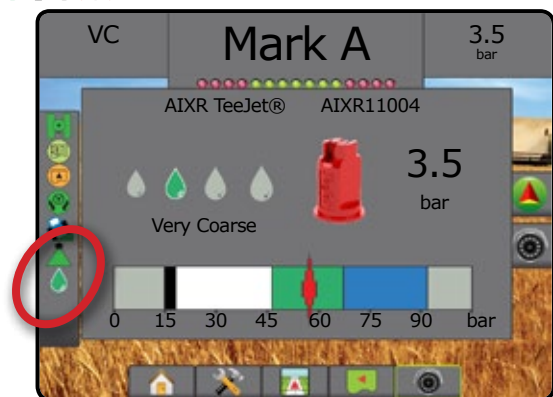 VC
Mark A
3.5
bar
AIXR TeeJet® AIXR11004
3.5
bar
Very Coarse
0 15 30 45 60 75 90 bar